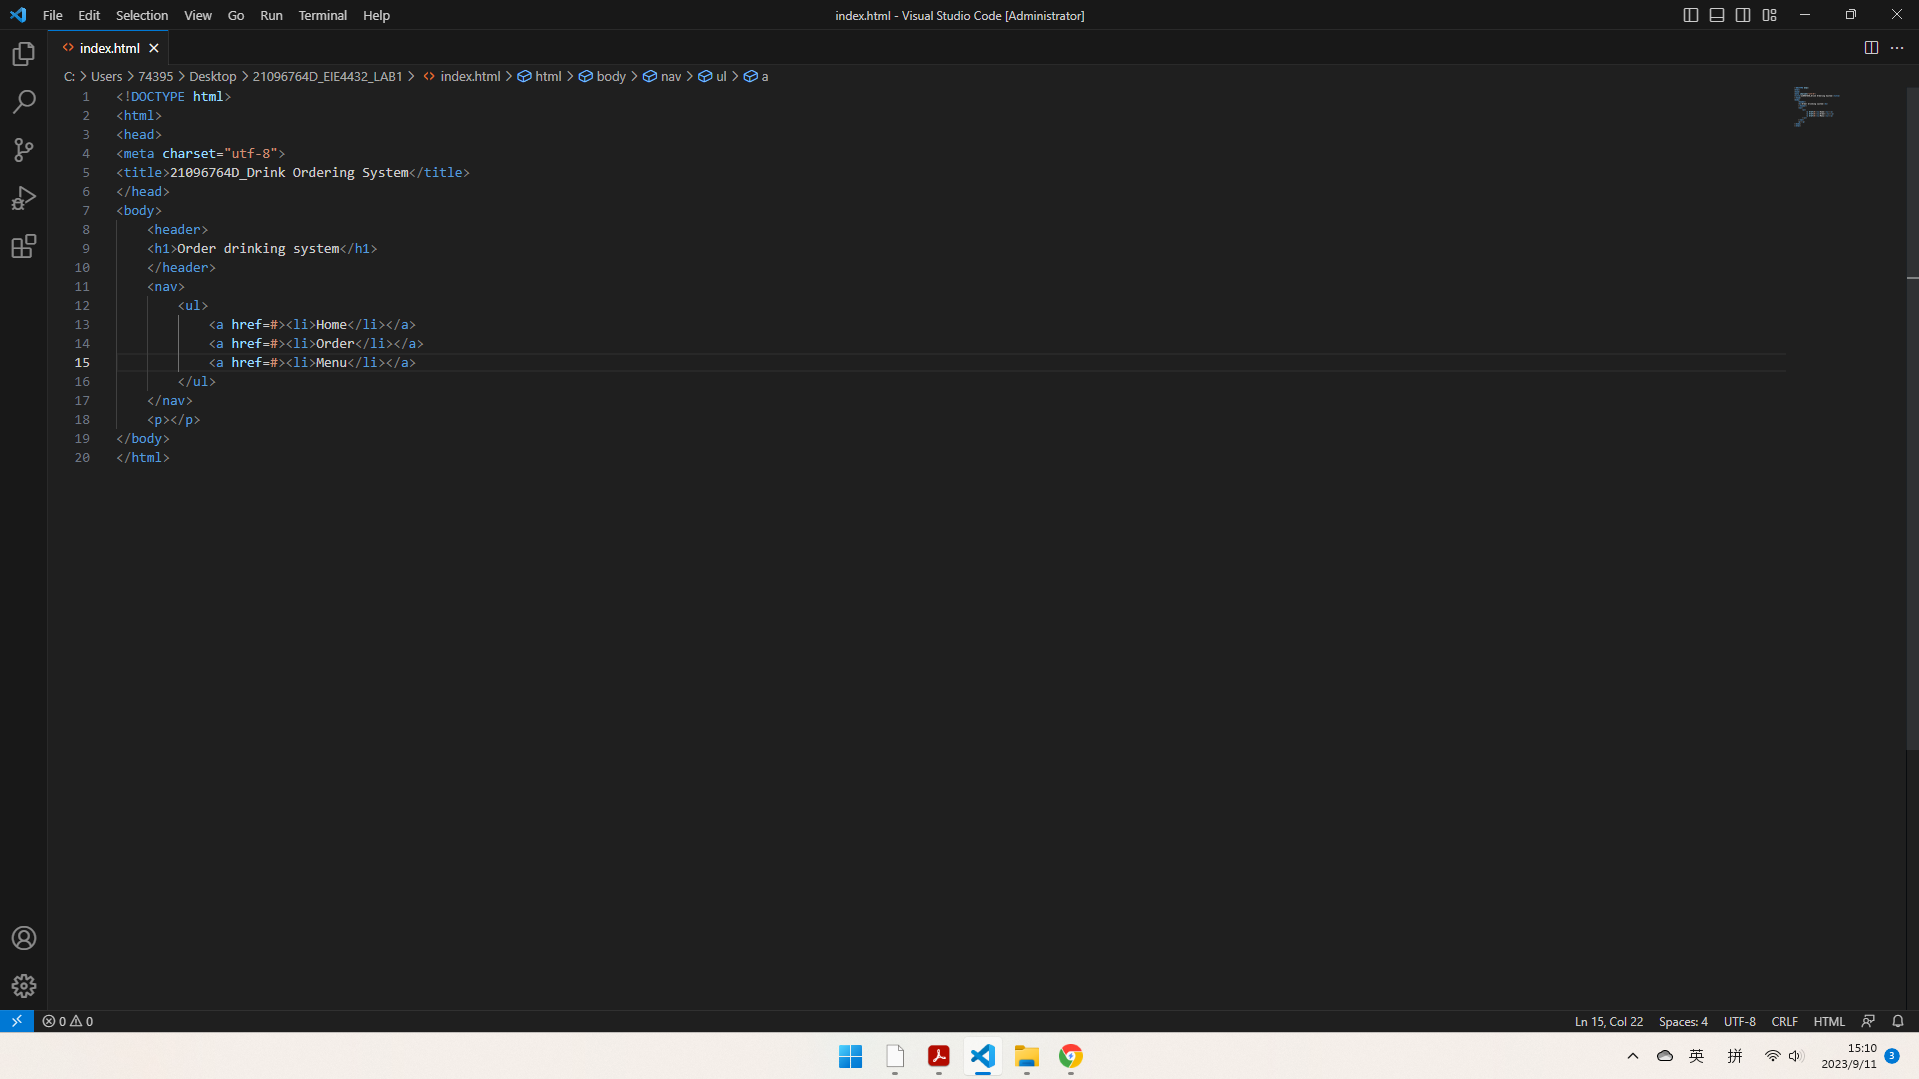 File Edit Selection View Go Run Terminal Help
index.html - Visual Studio Code [Administrator]
index.html
C: Users 74395 Desktop 21096764D_EIE4432_LAB1 index.html html body nav ul a
1 <!DOCTYPE html>
2 <html>
3 <head>
4 <meta charset="utf-8">
5 <title>21096764D_Drink Ordering System</title>
6 </head>
7 <body>
8 <header>
9 <h1>Order drinking system</h1>
10 </header>
11 <nav>
12 <ul>
13 <a href=#><li>Home</li></a>
14 <a href=#><li>Order</li></a>
15 <a href=#><li>Menu</li></a>
16 </ul>
17 </nav>
18 <p></p>
19 </body>
20 </html>
0 0
Ln 15, Col 22 Spaces: 4 UTF-8 CRLF HTML
英 拼 15:10
2023/9/11 3